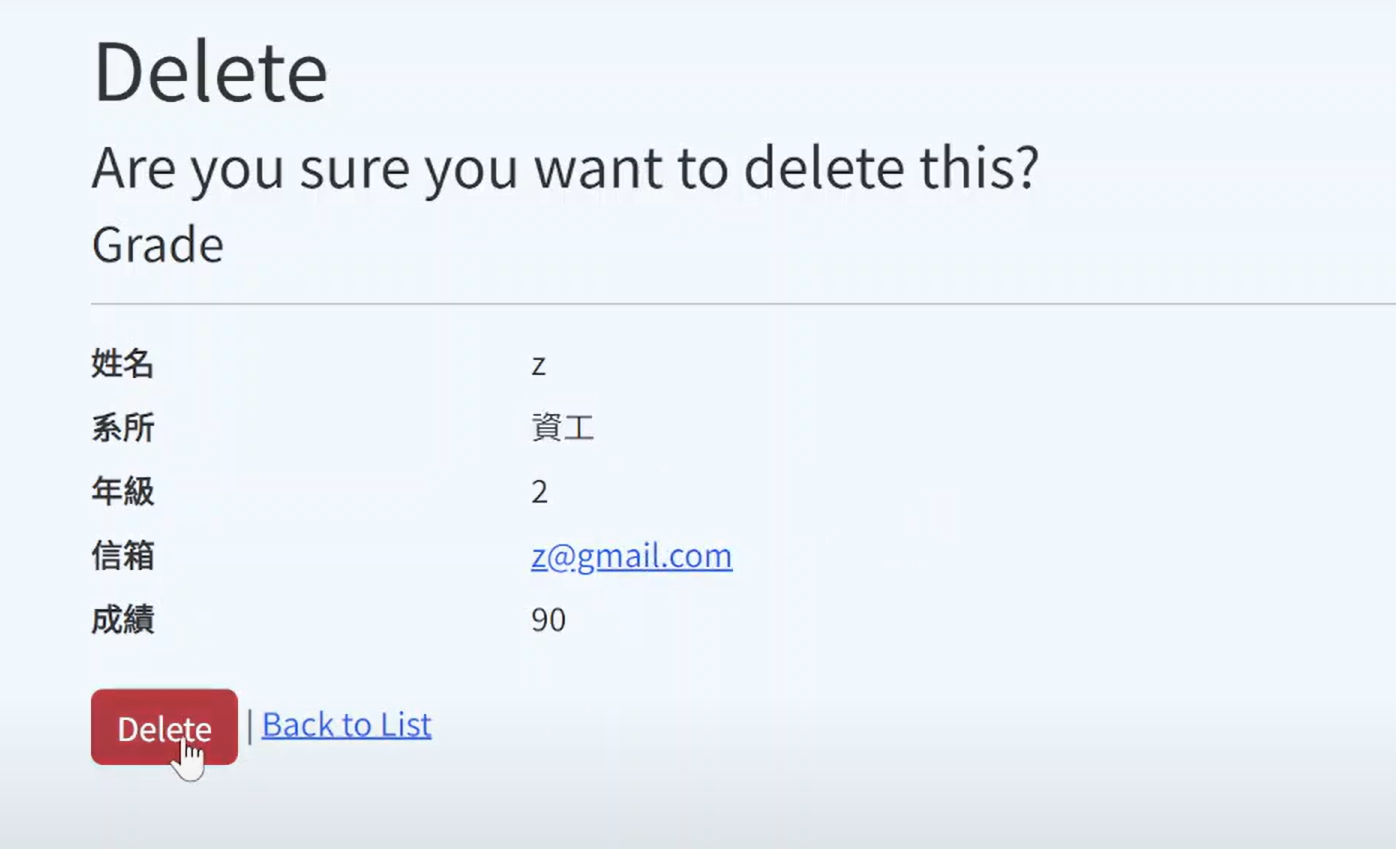 Delete
Are you sure you want to delete this?
Grade
姓名 z
系所 資工
年級 2
信箱 z@gmail.com
成績 90
Delete | Back to List